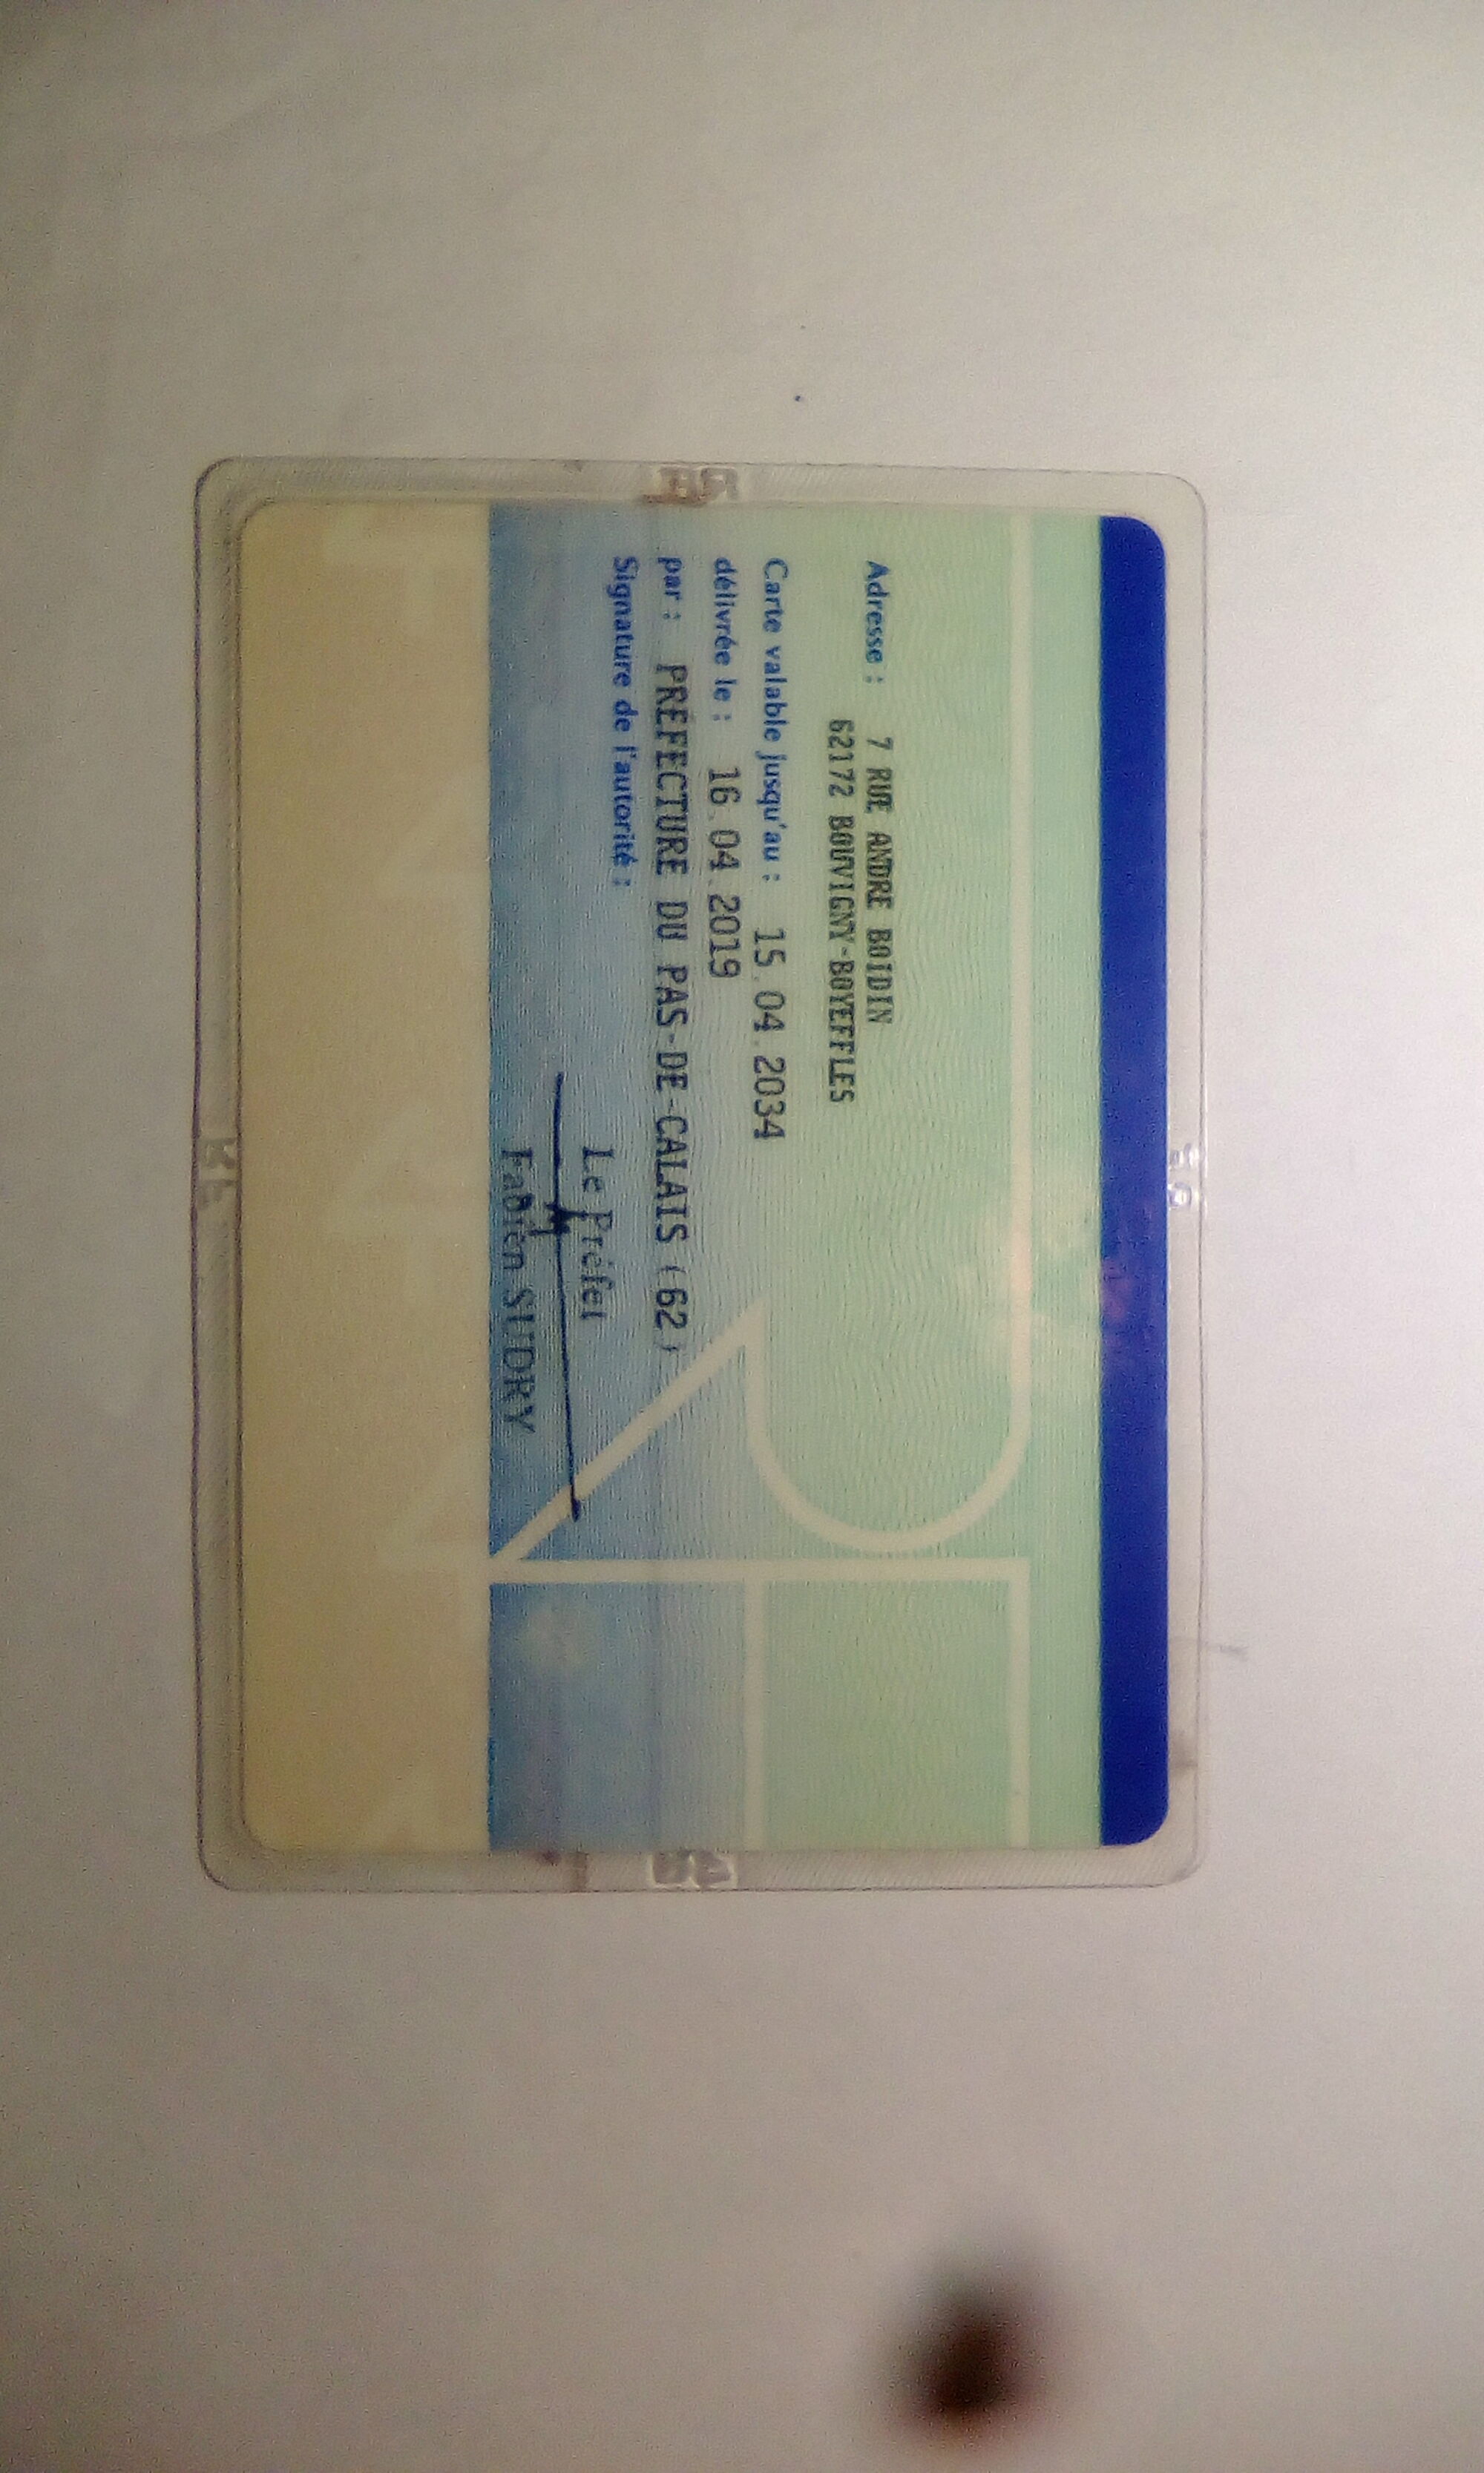 Adresse : 7 RUE ANDRE BOIDIN
62172 BOUVIGNY-BOYEFFLES
Carte valable jusqu'au : 15.04.2034
délivrée le : 16.04.2019
par : PREFECTURE DU PAS-DE-CALAIS (62)
Signature de l'autorité :
Le Préfet
Fabien SUDRY